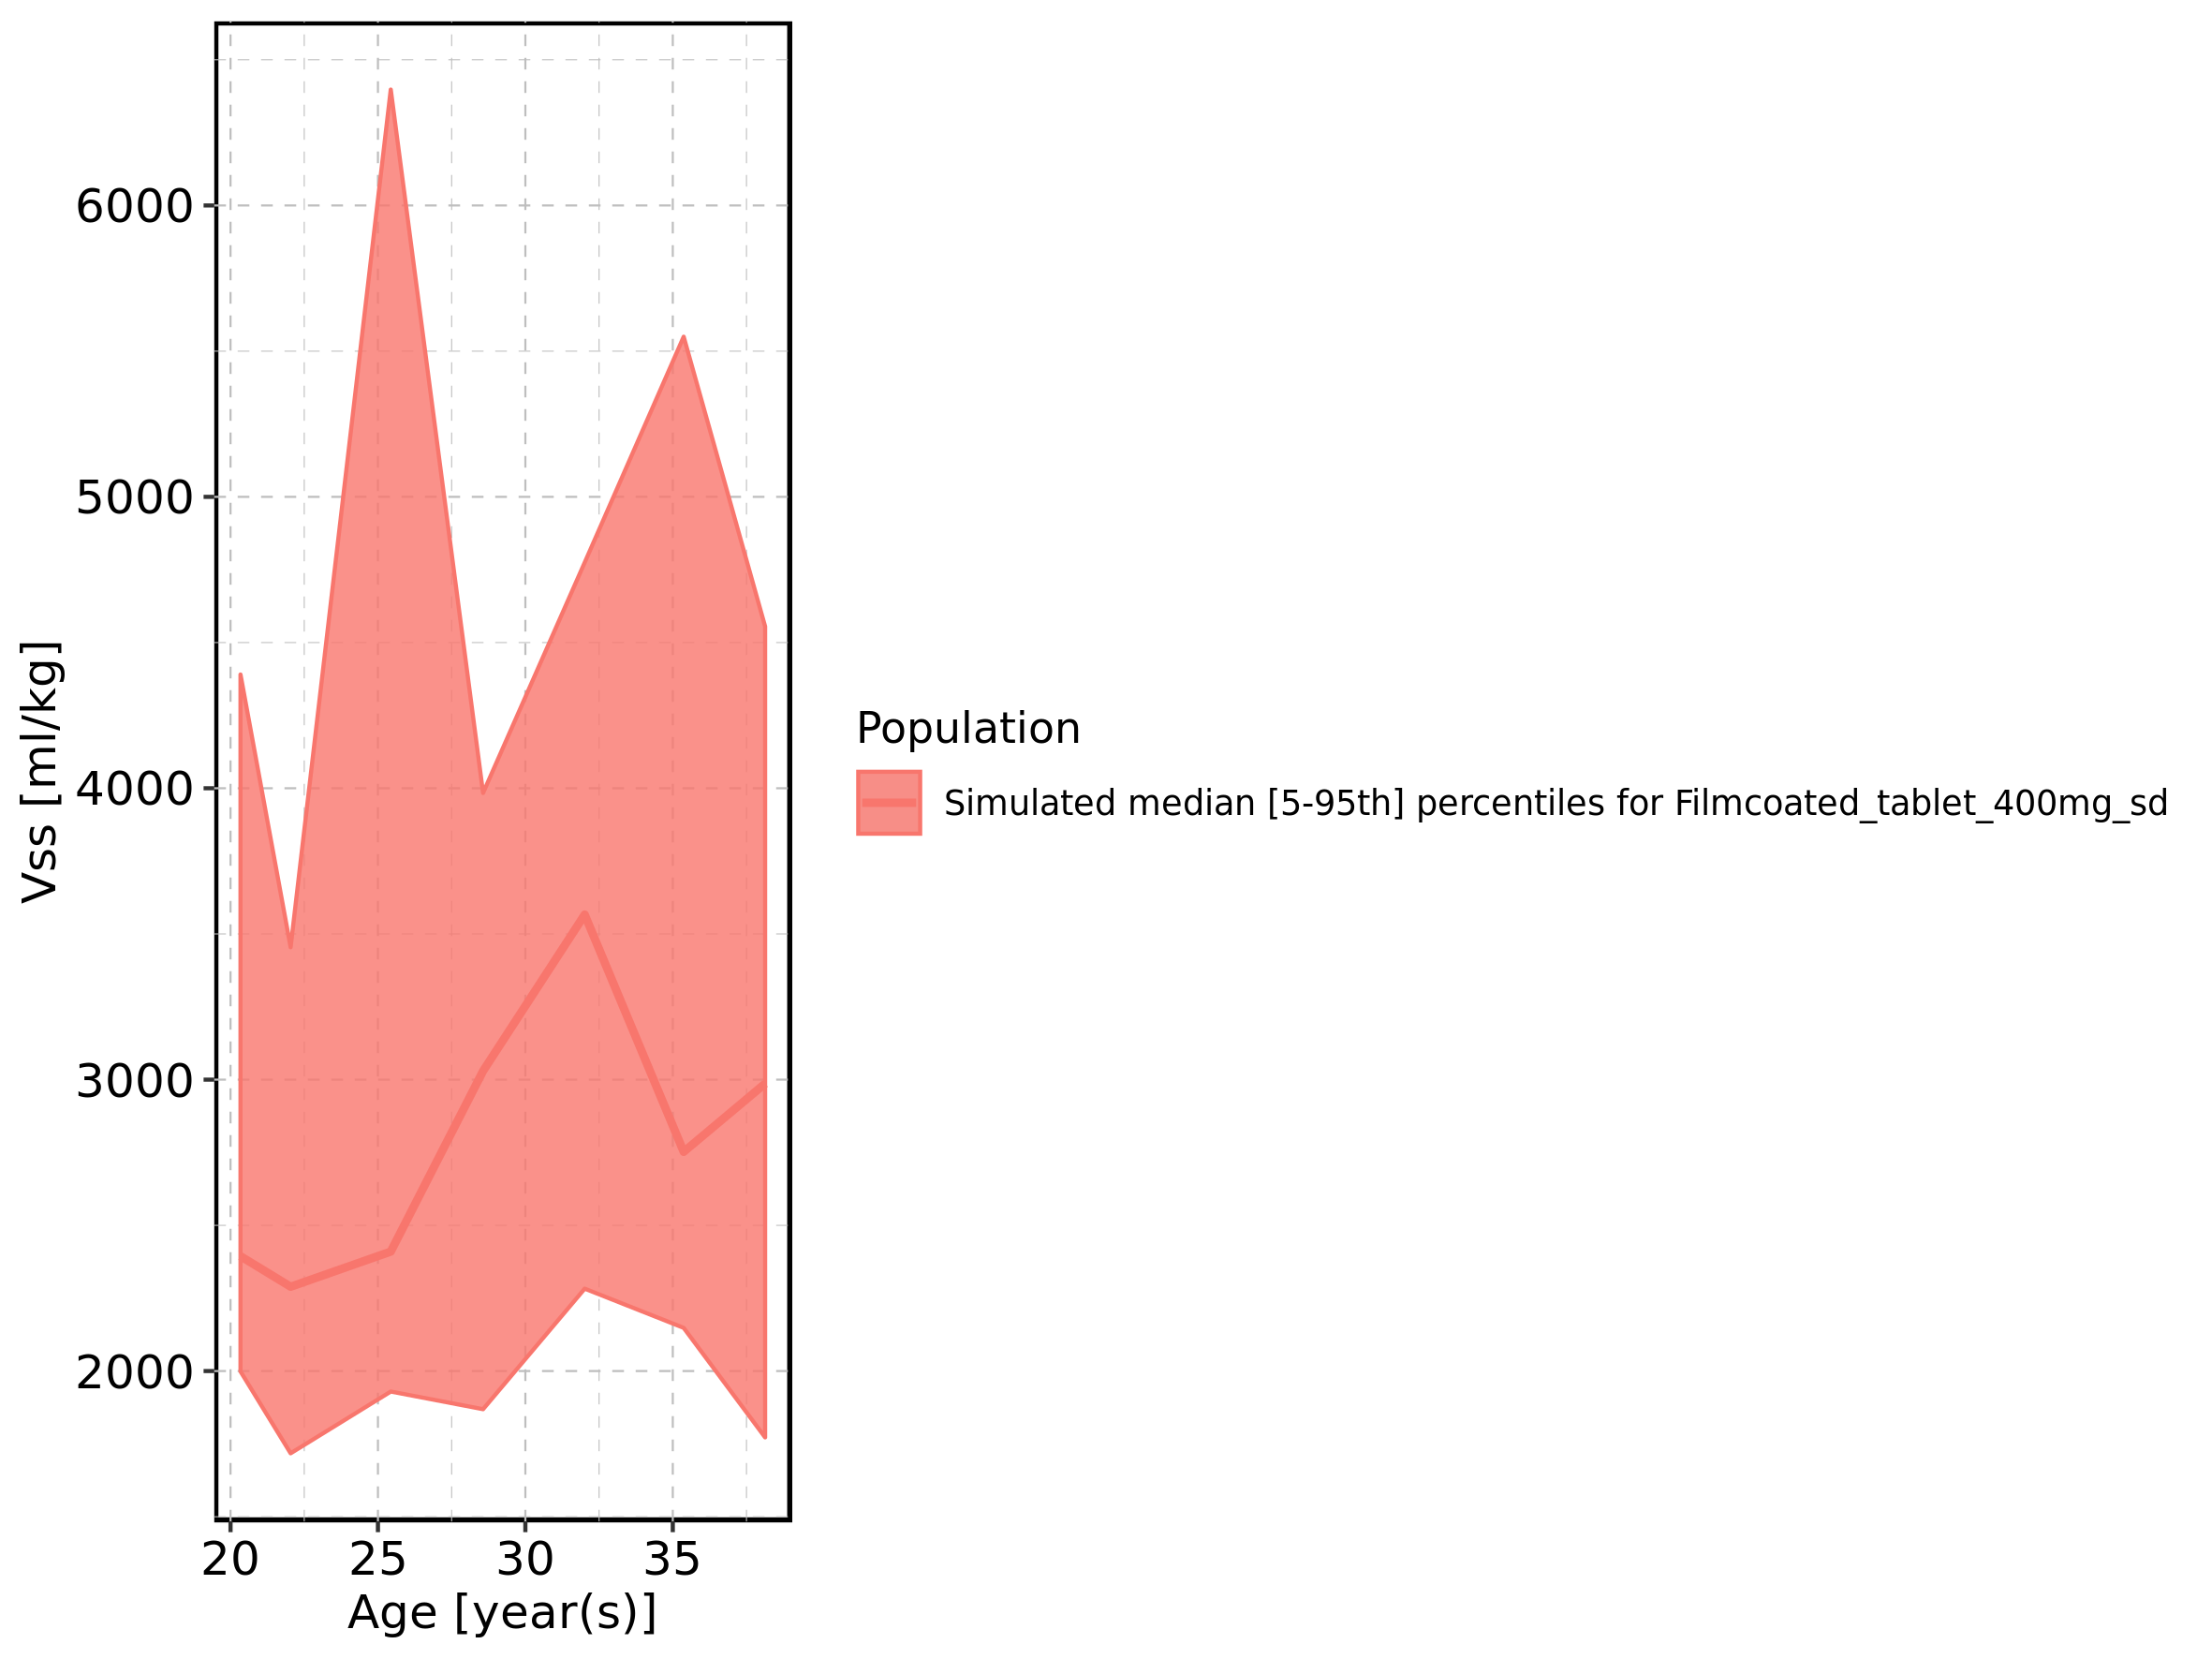 6000
5000
4000
3000
2000
Vss [ml/kg]
20 25 30 35
Age [year(s)]
Population
Simulated median [5-95th] percentiles for Filmcoated_tablet_400mg_sd